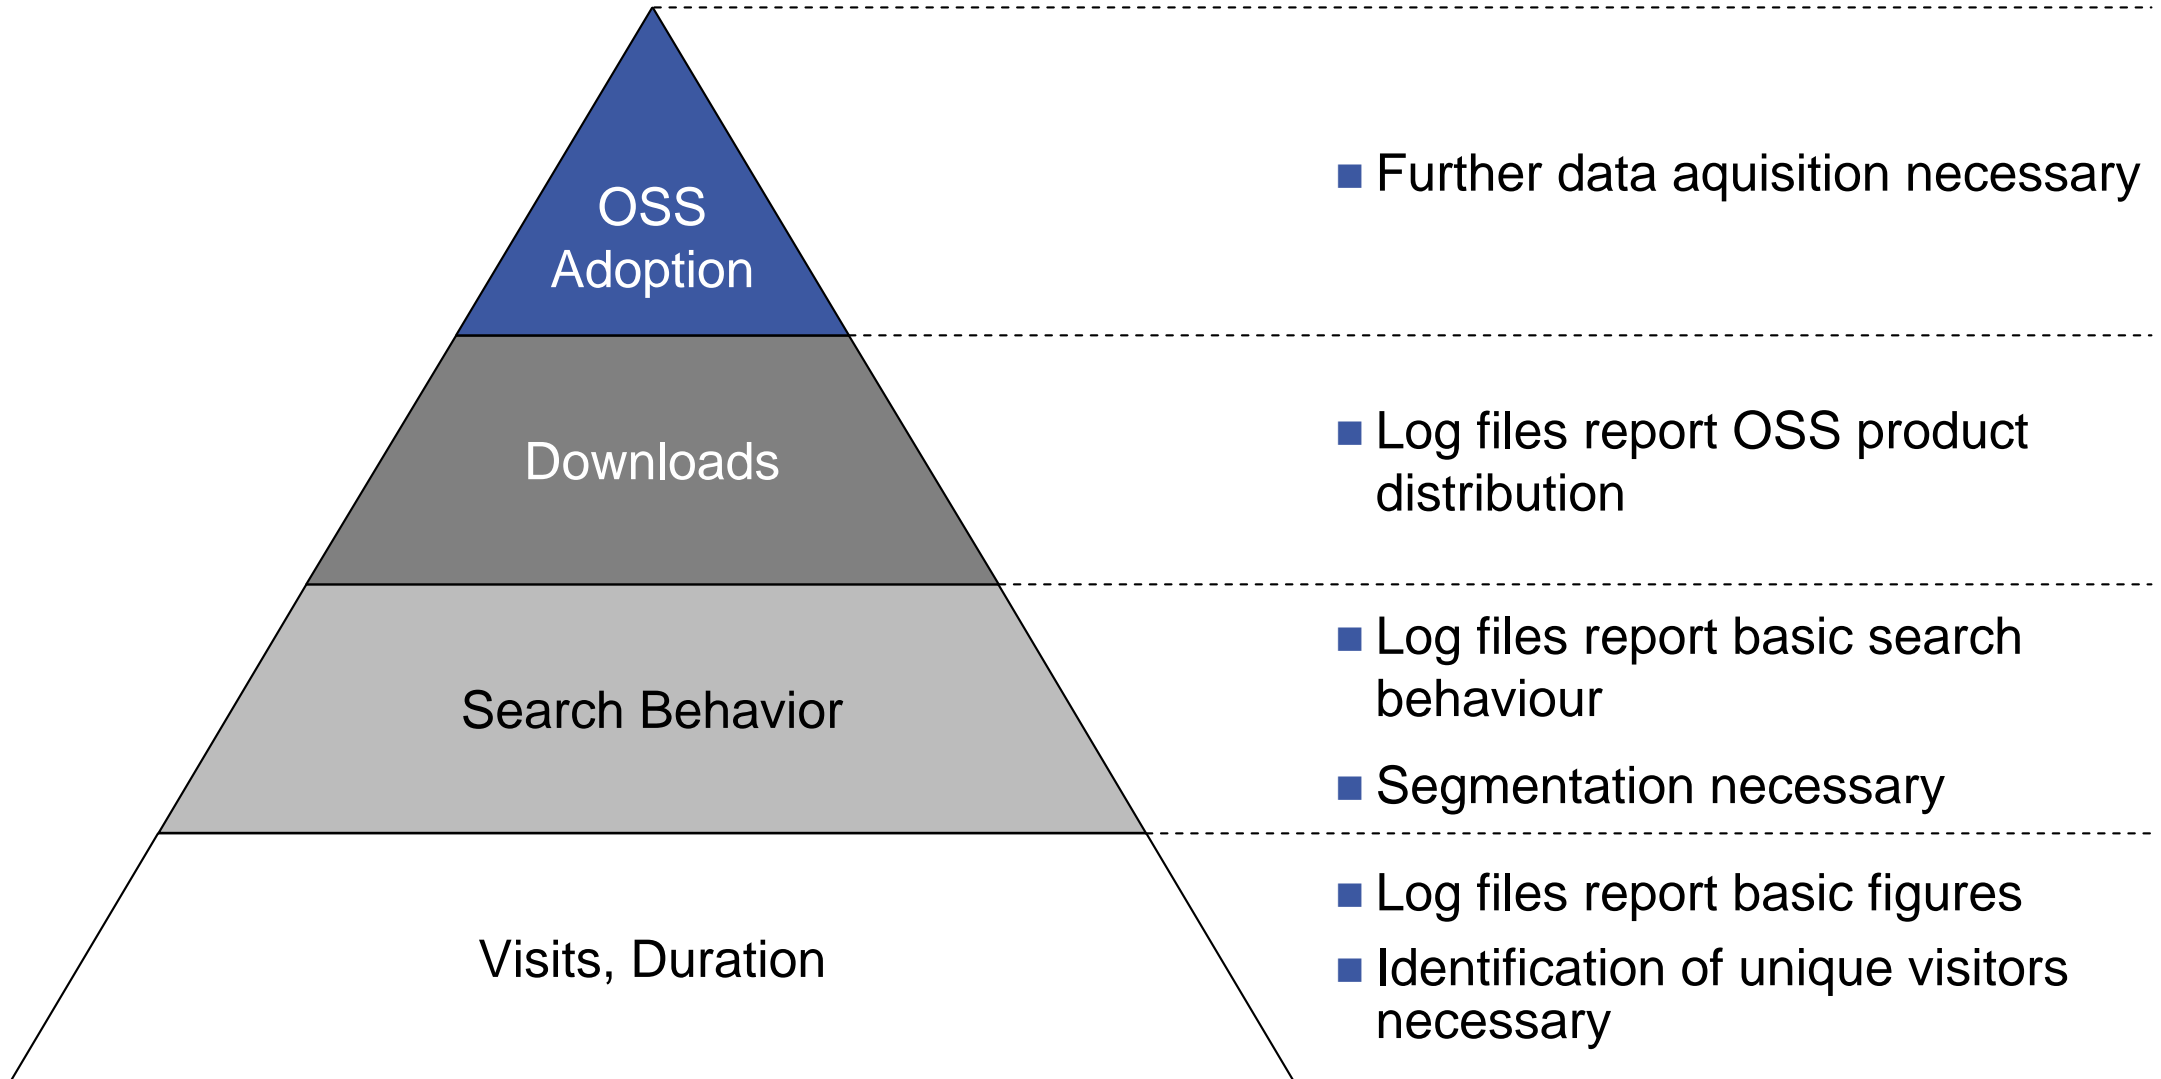 OSS
Adoption
Further data aquisition necessary
Downloads
Log files report OSS product
distribution
Search Behavior
Log files report basic search
behaviour
Segmentation necessary
Visits, Duration
Log files report basic figures
Identification of unique visitors
necessary